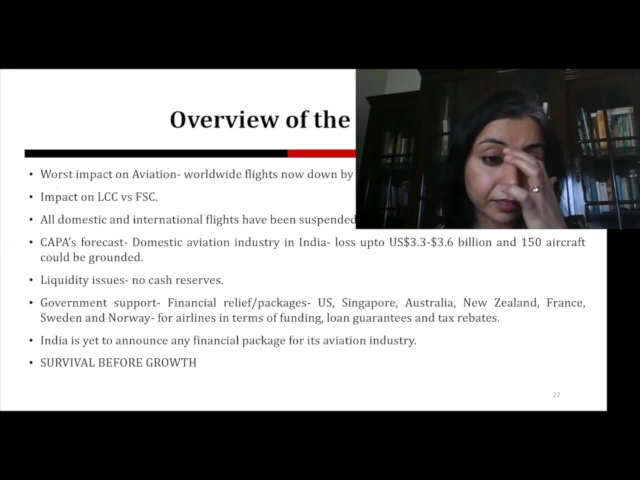 Overview of the
• Worst impact on Aviation- worldwide flights now down by
• Impact on LCC vs FSC.
• All domestic and international flights have been suspended
• CAPA's forecast- Domestic aviation industry in India- loss upto US$3.3-$3.6 billion and 150 aircraft
could be grounded.
• Liquidity issues- no cash reserves.
• Government support- Financial relief/packages- US, Singapore, Australia, New Zealand, France,
Sweden and Norway- for airlines in terms of funding, loan guarantees and tax rebates.
• India is yet to announce any financial package for its aviation industry.
• SURVIVAL BEFORE GROWTH
27